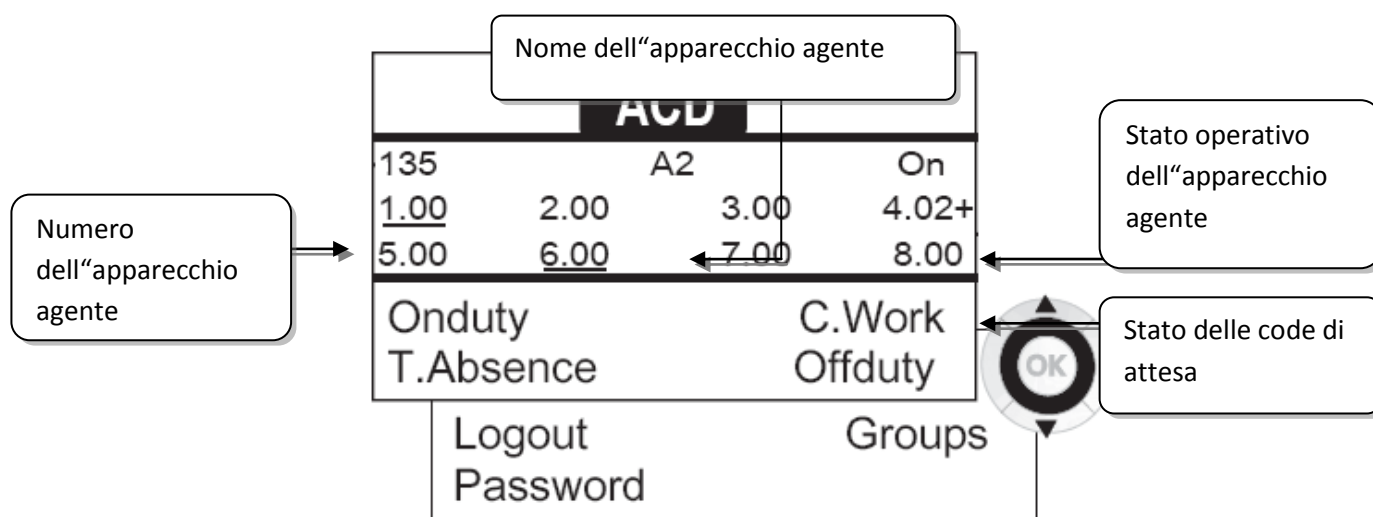 Nome dell“apparecchio agente
ACD
135 A2 On
1.00 2.00 3.00 4.02+
5.00 6.00 7.00 8.00
Stato operativo
dell“apparecchio
agente
Numero
dell“apparecchio
agente
Onduty C.Work
T.Absence Offduty
OK
Stato delle code di
attesa
Logout Groups
Password